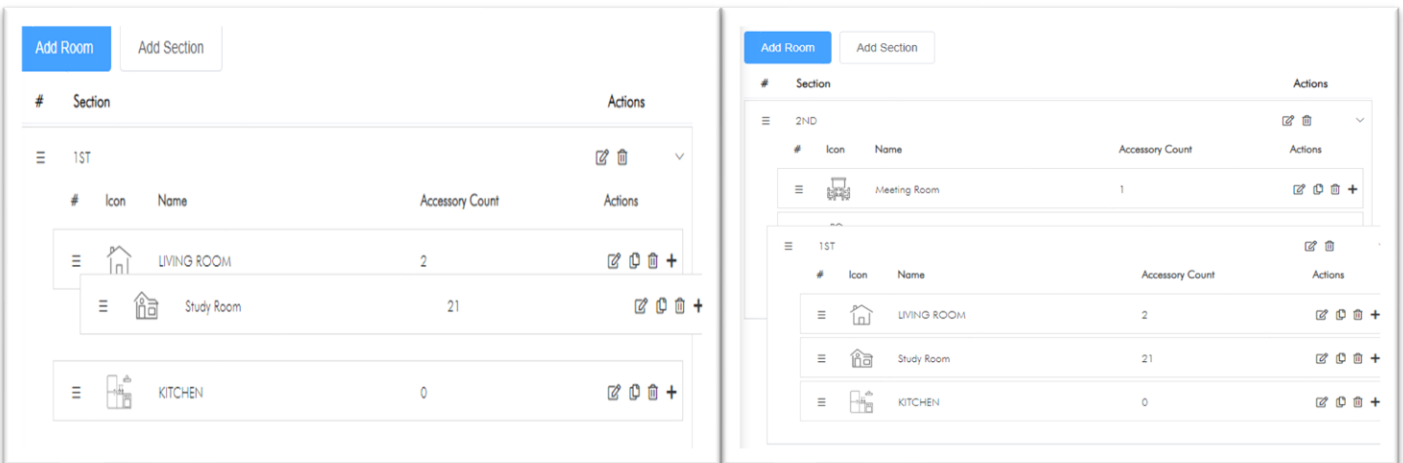 Add Room Add Section
# Section Actions
1ST
# Icon Name Accessory Count Actions
LIVING ROOM 2
Study Room 21
KITCHEN 0
Add Room Add Section
# Section Actions
2ND
# Icon Name Accessory Count Actions
Meeting Room 1
1ST
# Icon Name Accessory Count Actions
LIVING ROOM 2
Study Room 21
KITCHEN 0